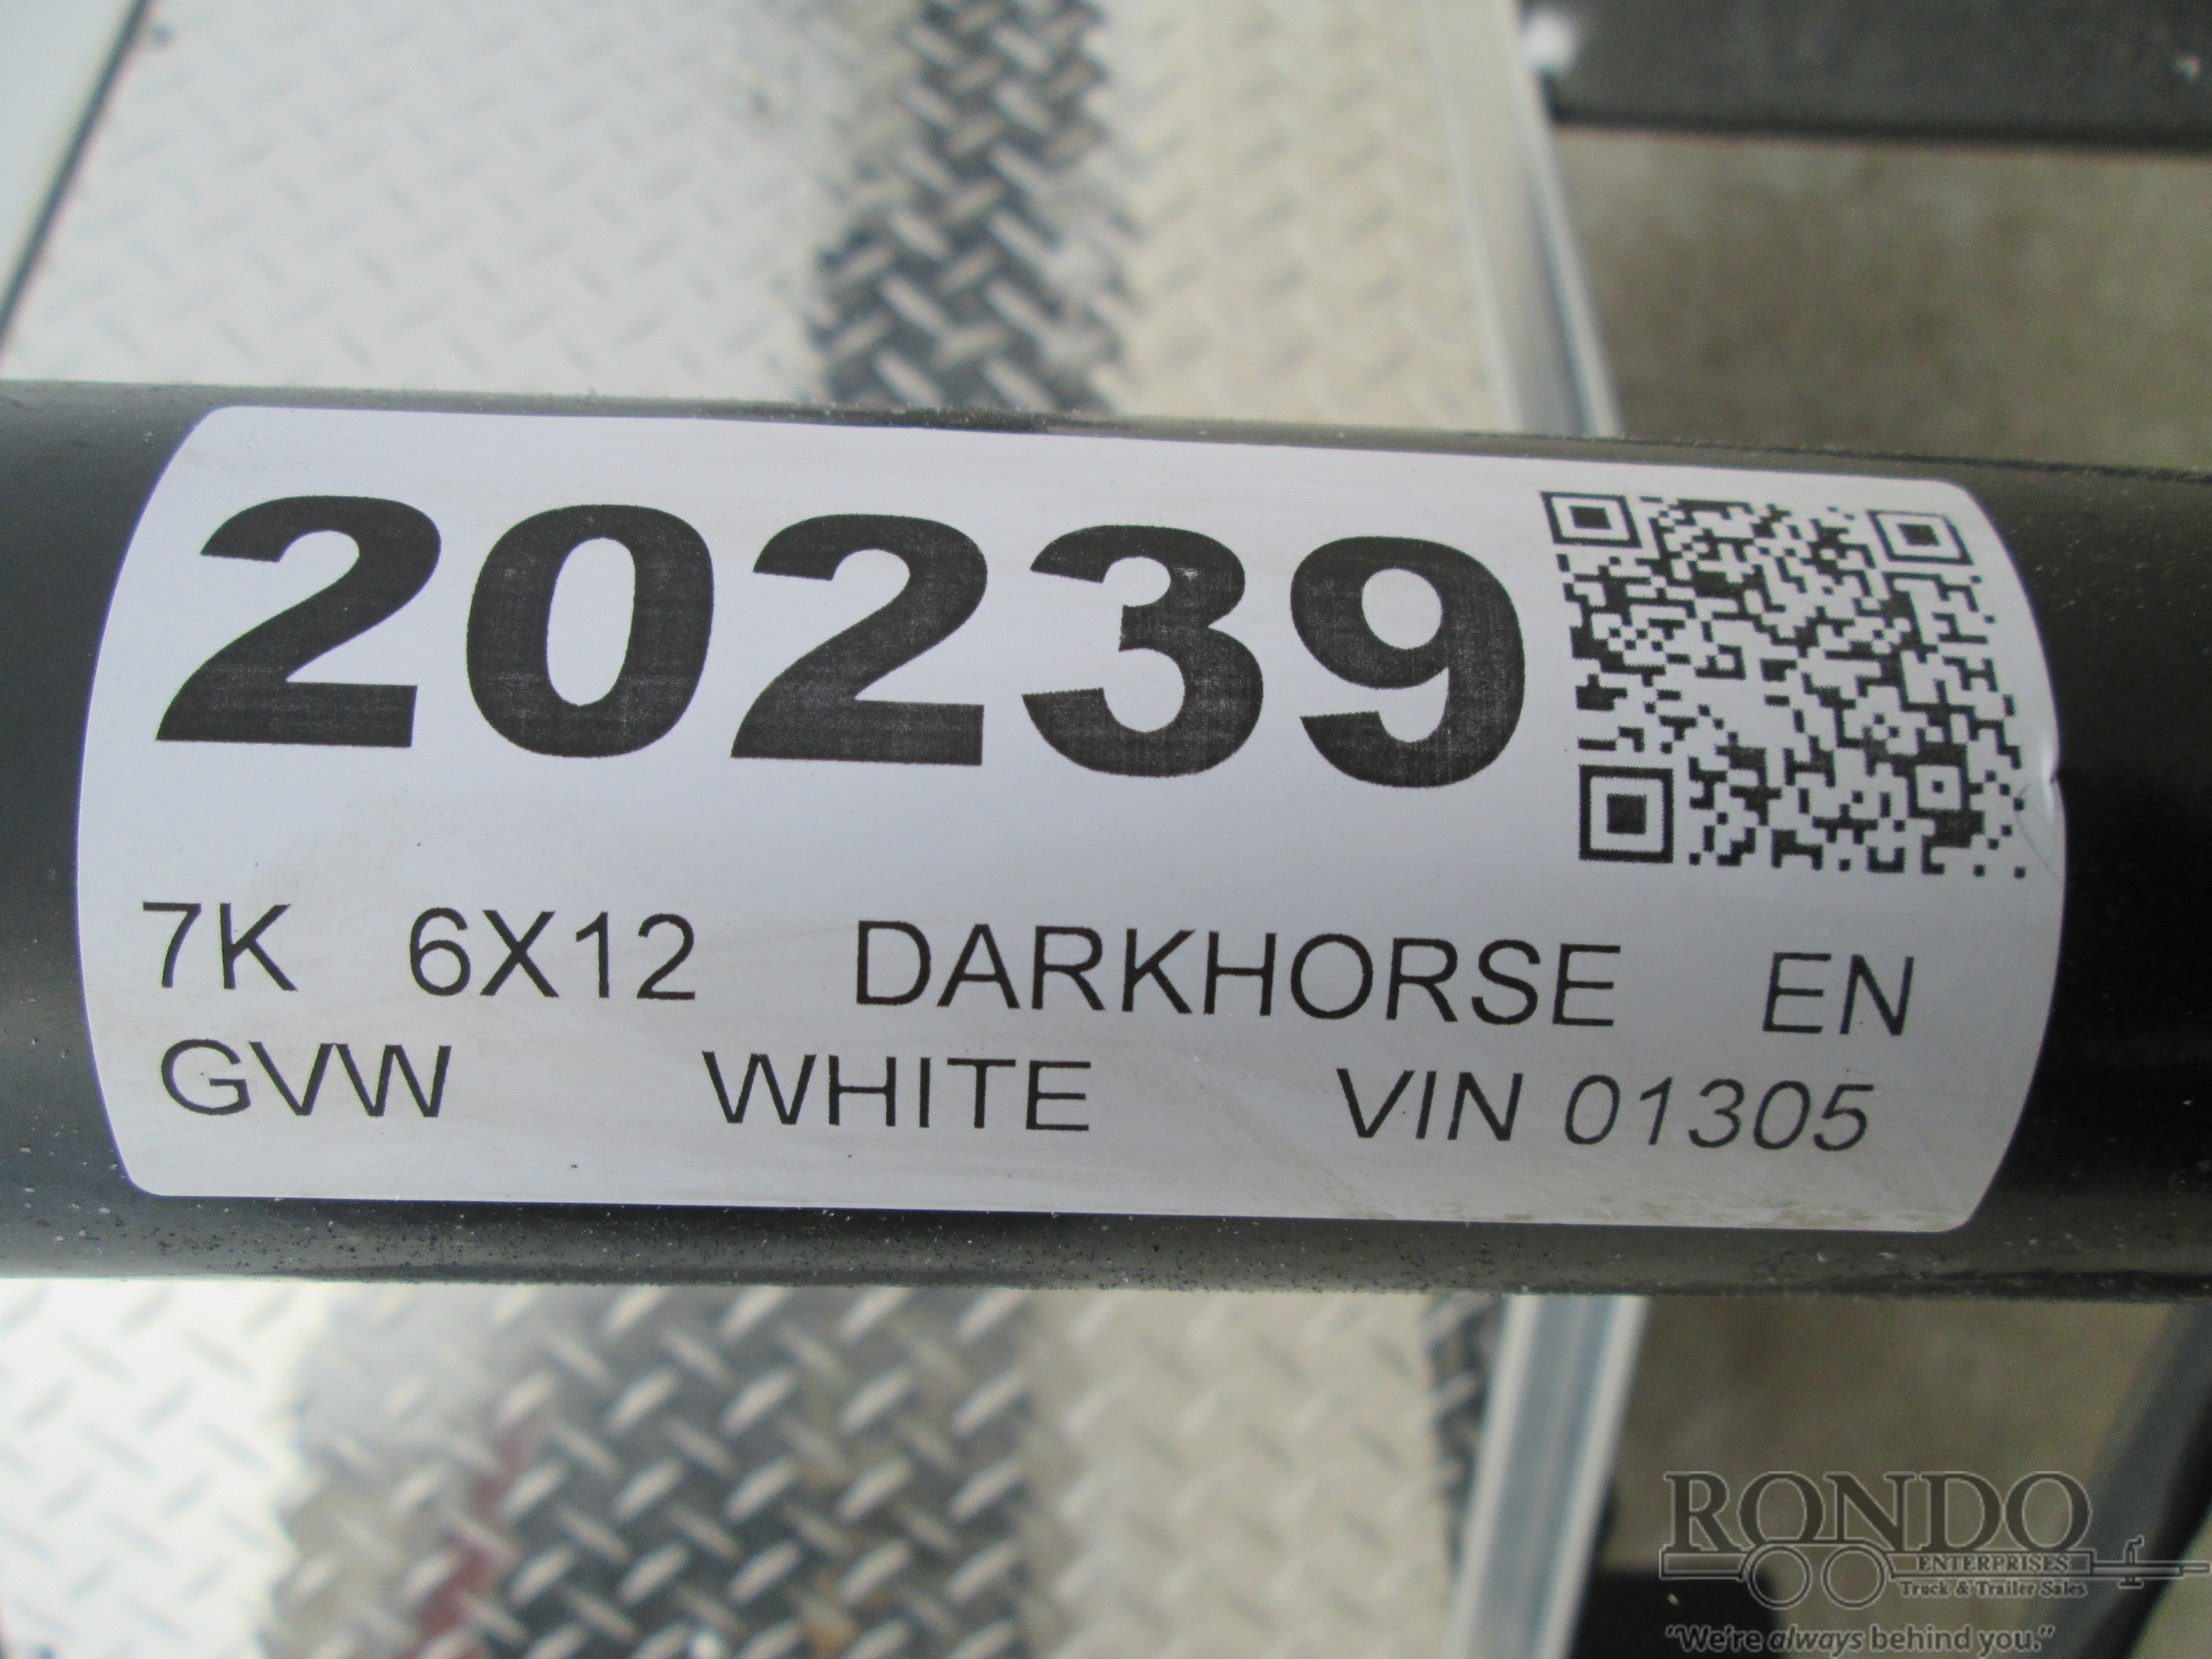 20239
7K 6X12 DARKHORSE EN
GVW WHITE VIN 01305
RONDO
ENTERPRISES
Truck & Trailer Sales
"We're always behind you."